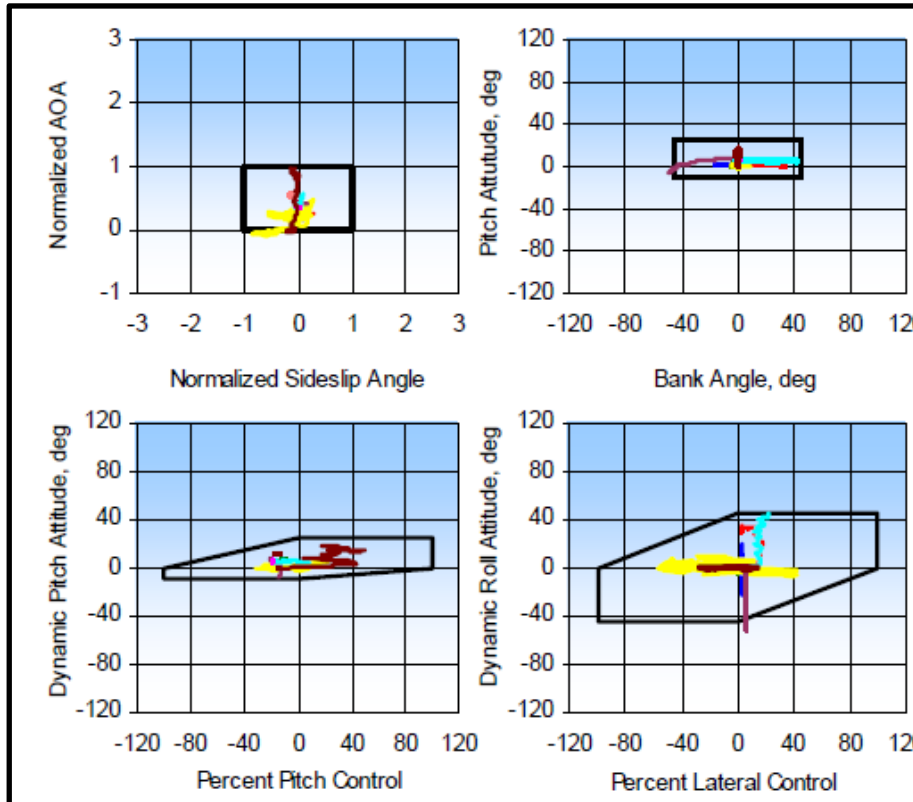 Normalized AOA
3
2
1
0
-1
-3 -2 -1 0 1 2 3
Normalized Sideslip Angle
Pitch Attutude, deg
120
80
40
0
-40
-80
-120
-120 -80 -40 0 40 80 120
Bank Angle, deg
Dynamic Pitch Attitude, deg
120
80
40
0
-40
-80
-120
-120 -80 -40 0 40 80 120
Percent Pitch Control
Dynamic Roll Attitude, deg
120
80
40
0
-40
-80
-120
-120 -80 -40 0 40 80 120
Percent Lateral Control